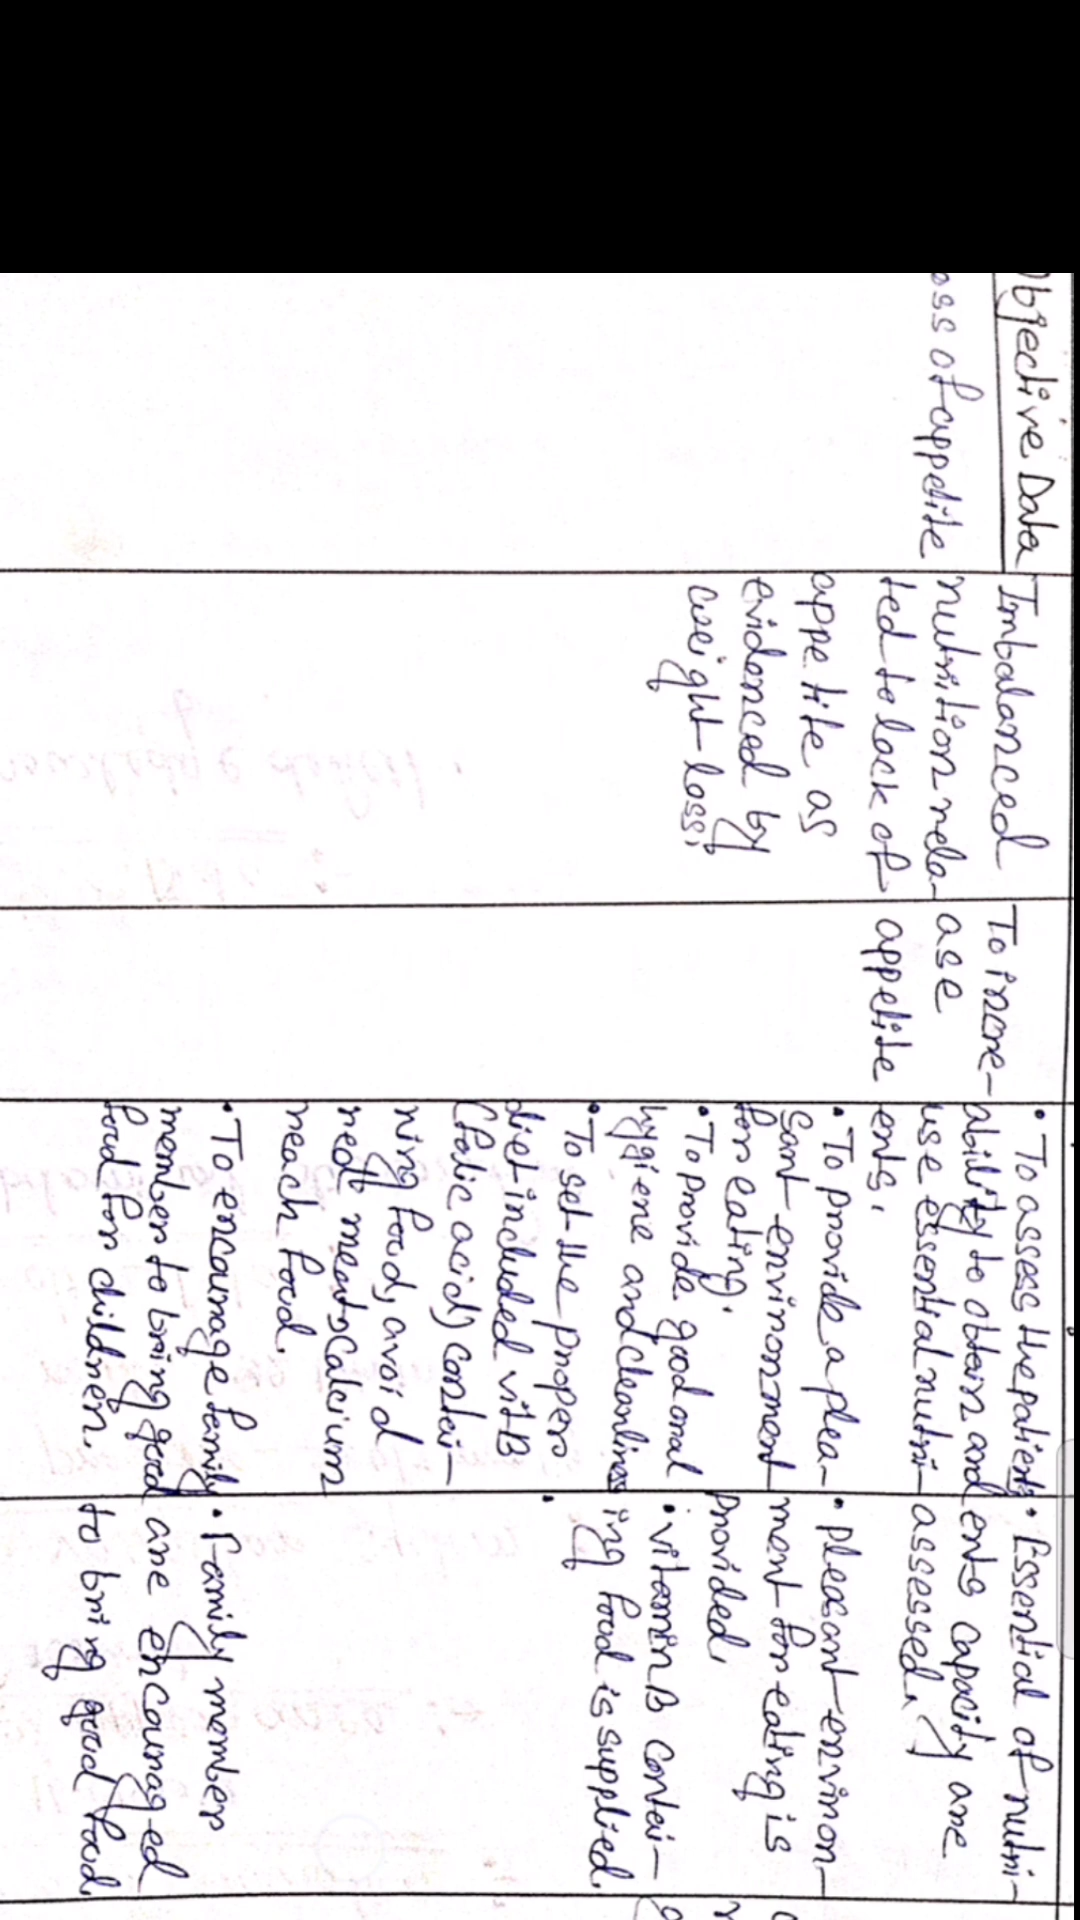 Objective Data
oss of appetite
Imbalanced
nutrition rela-
ted to lack of
appetite as
evidenced by
weight loss.
To incre-
ase
appetite
• To assess the patients
ability to obtain and
use essential nutri-
ents.
• To provide a plea-
sant environment
for eating.
• To provide good oral
hygiene and cleanliness
• To set the proper
diet included vit B
(folic acid) contai-
ning food, avoid
red meat, calcium
reach food.
• To encourage family
member to bring good
food for children.
• Essential of nutri-
ents capacity are
assessed.
• Pleasant environ-
ment for eating is
provided.
• vitamin B contai-
ing food is supplied.
• Family member
are encouraged
to bring good food.